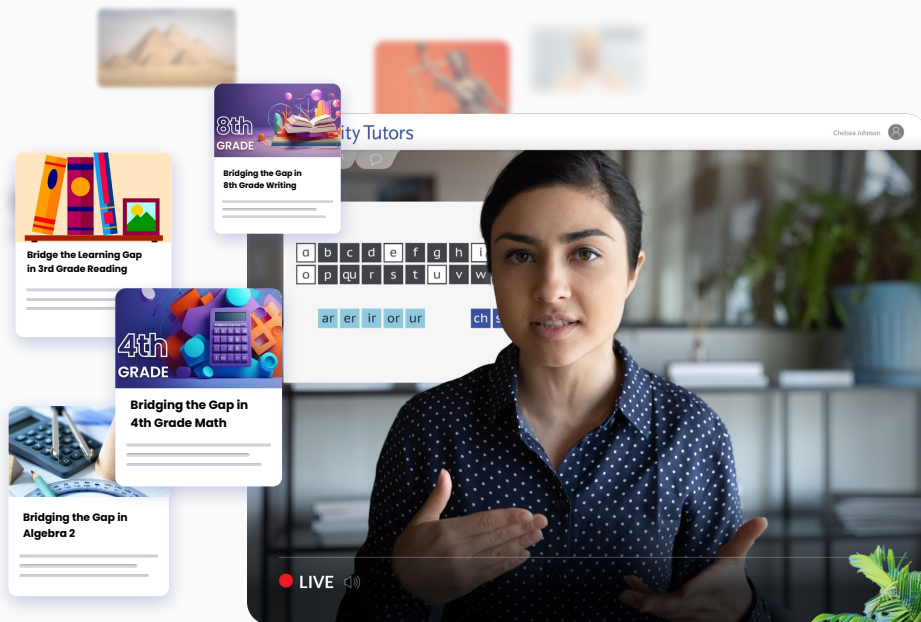 8th
GRADE
Bridging the Gap in
8th Grade Writing
ity Tutors
Chelsea Johnson
Bridge the Learning Gap
in 3rd Grade Reading
a b c d e f g h i
o p qu r s t u v w
ar er ir or ur
ch s
4th
GRADE
Bridging the Gap in
4th Grade Math
Bridging the Gap in
Algebra 2
LIVE